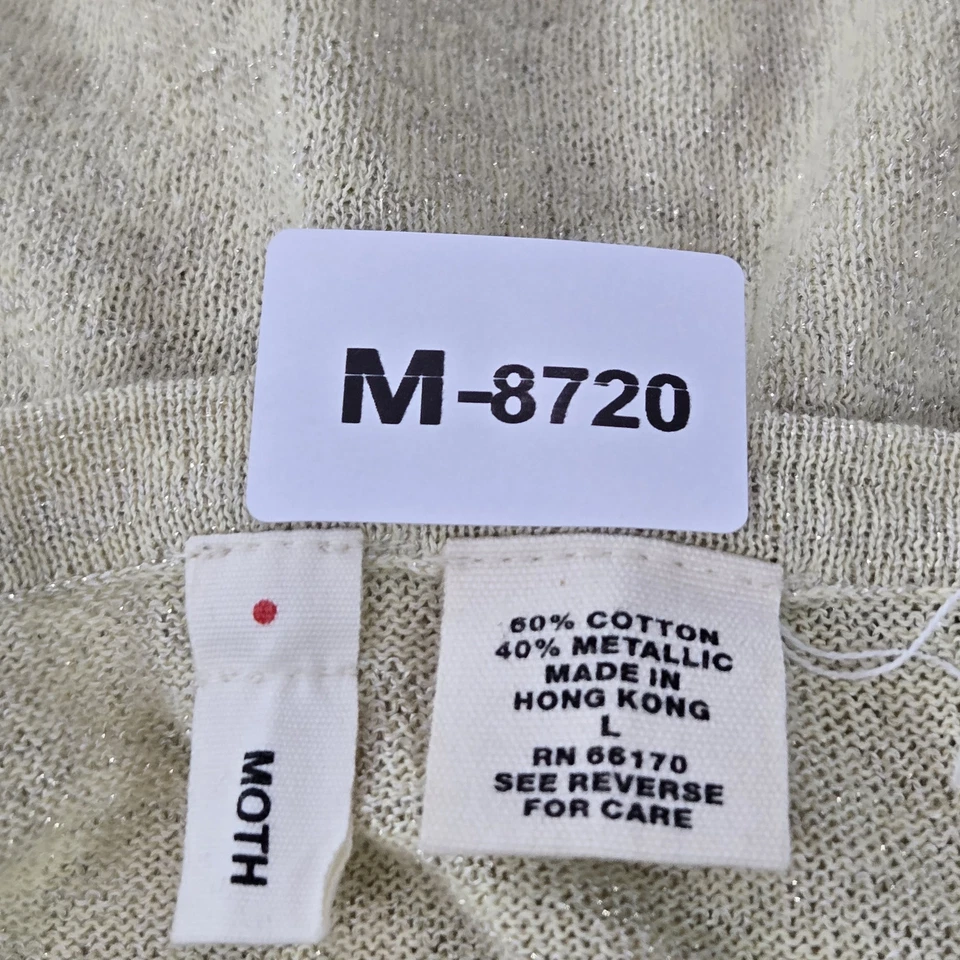 M-8720
MOTH
60% COTTON
40% METALLIC
MADE IN
HONG KONG
L
RN 66170
SEE REVERSE
FOR CARE